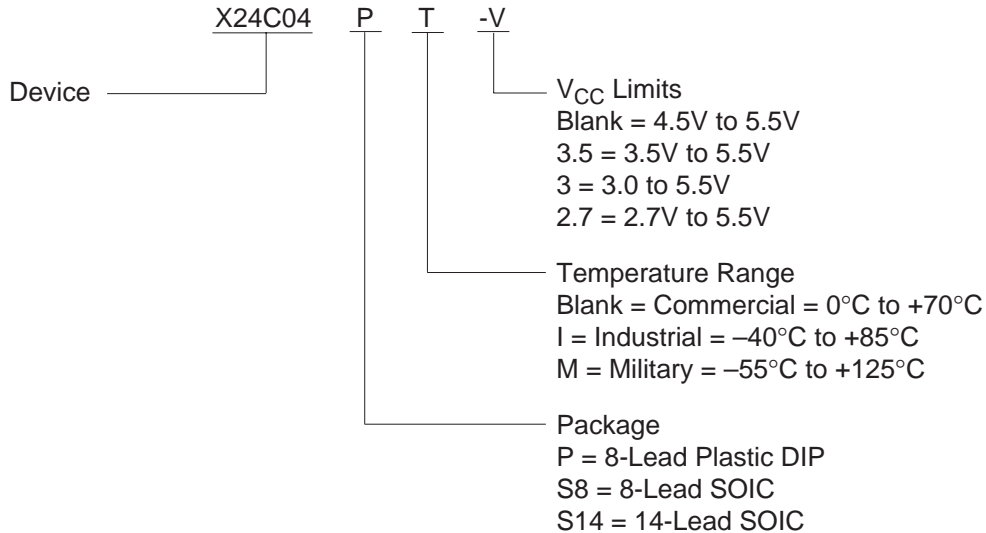 X24C04 P T -V
Device
VCC Limits
Blank = 4.5V to 5.5V
3.5 = 3.5V to 5.5V
3 = 3.0 to 5.5V
2.7 = 2.7V to 5.5V
Temperature Range
Blank = Commercial = 0°C to +70°C
I = Industrial = –40°C to +85°C
M = Military = –55°C to +125°C
Package
P = 8-Lead Plastic DIP
S8 = 8-Lead SOIC
S14 = 14-Lead SOIC